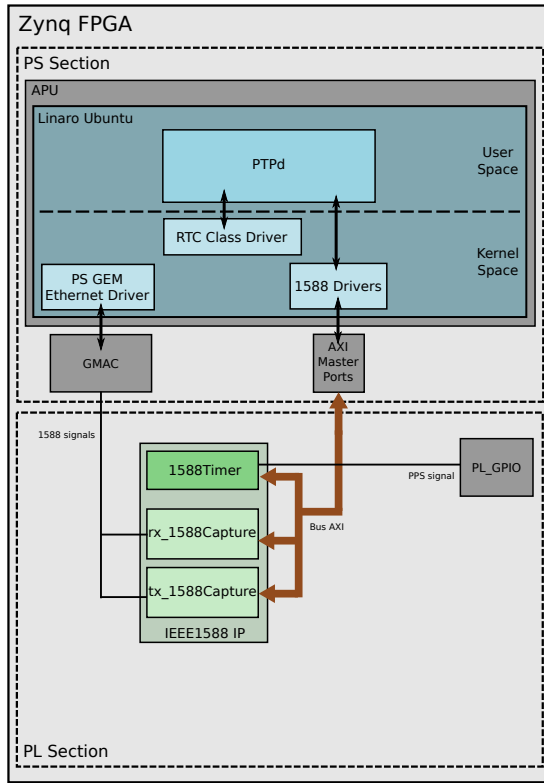 Zynq FPGA
PS Section
APU
Linaro Ubuntu
PTPd
User
Space
RTC Class Driver
Kernel
Space
PS GEM
Ethernet Driver
1588 Drivers
GMAC
AXI
Master
Ports
1588 signals
1588Timer
PL_GPIO
PPS signal
rx_1588Capture
Bus AXI
tx_1588Capture
IEEE1588 IP
PL Section